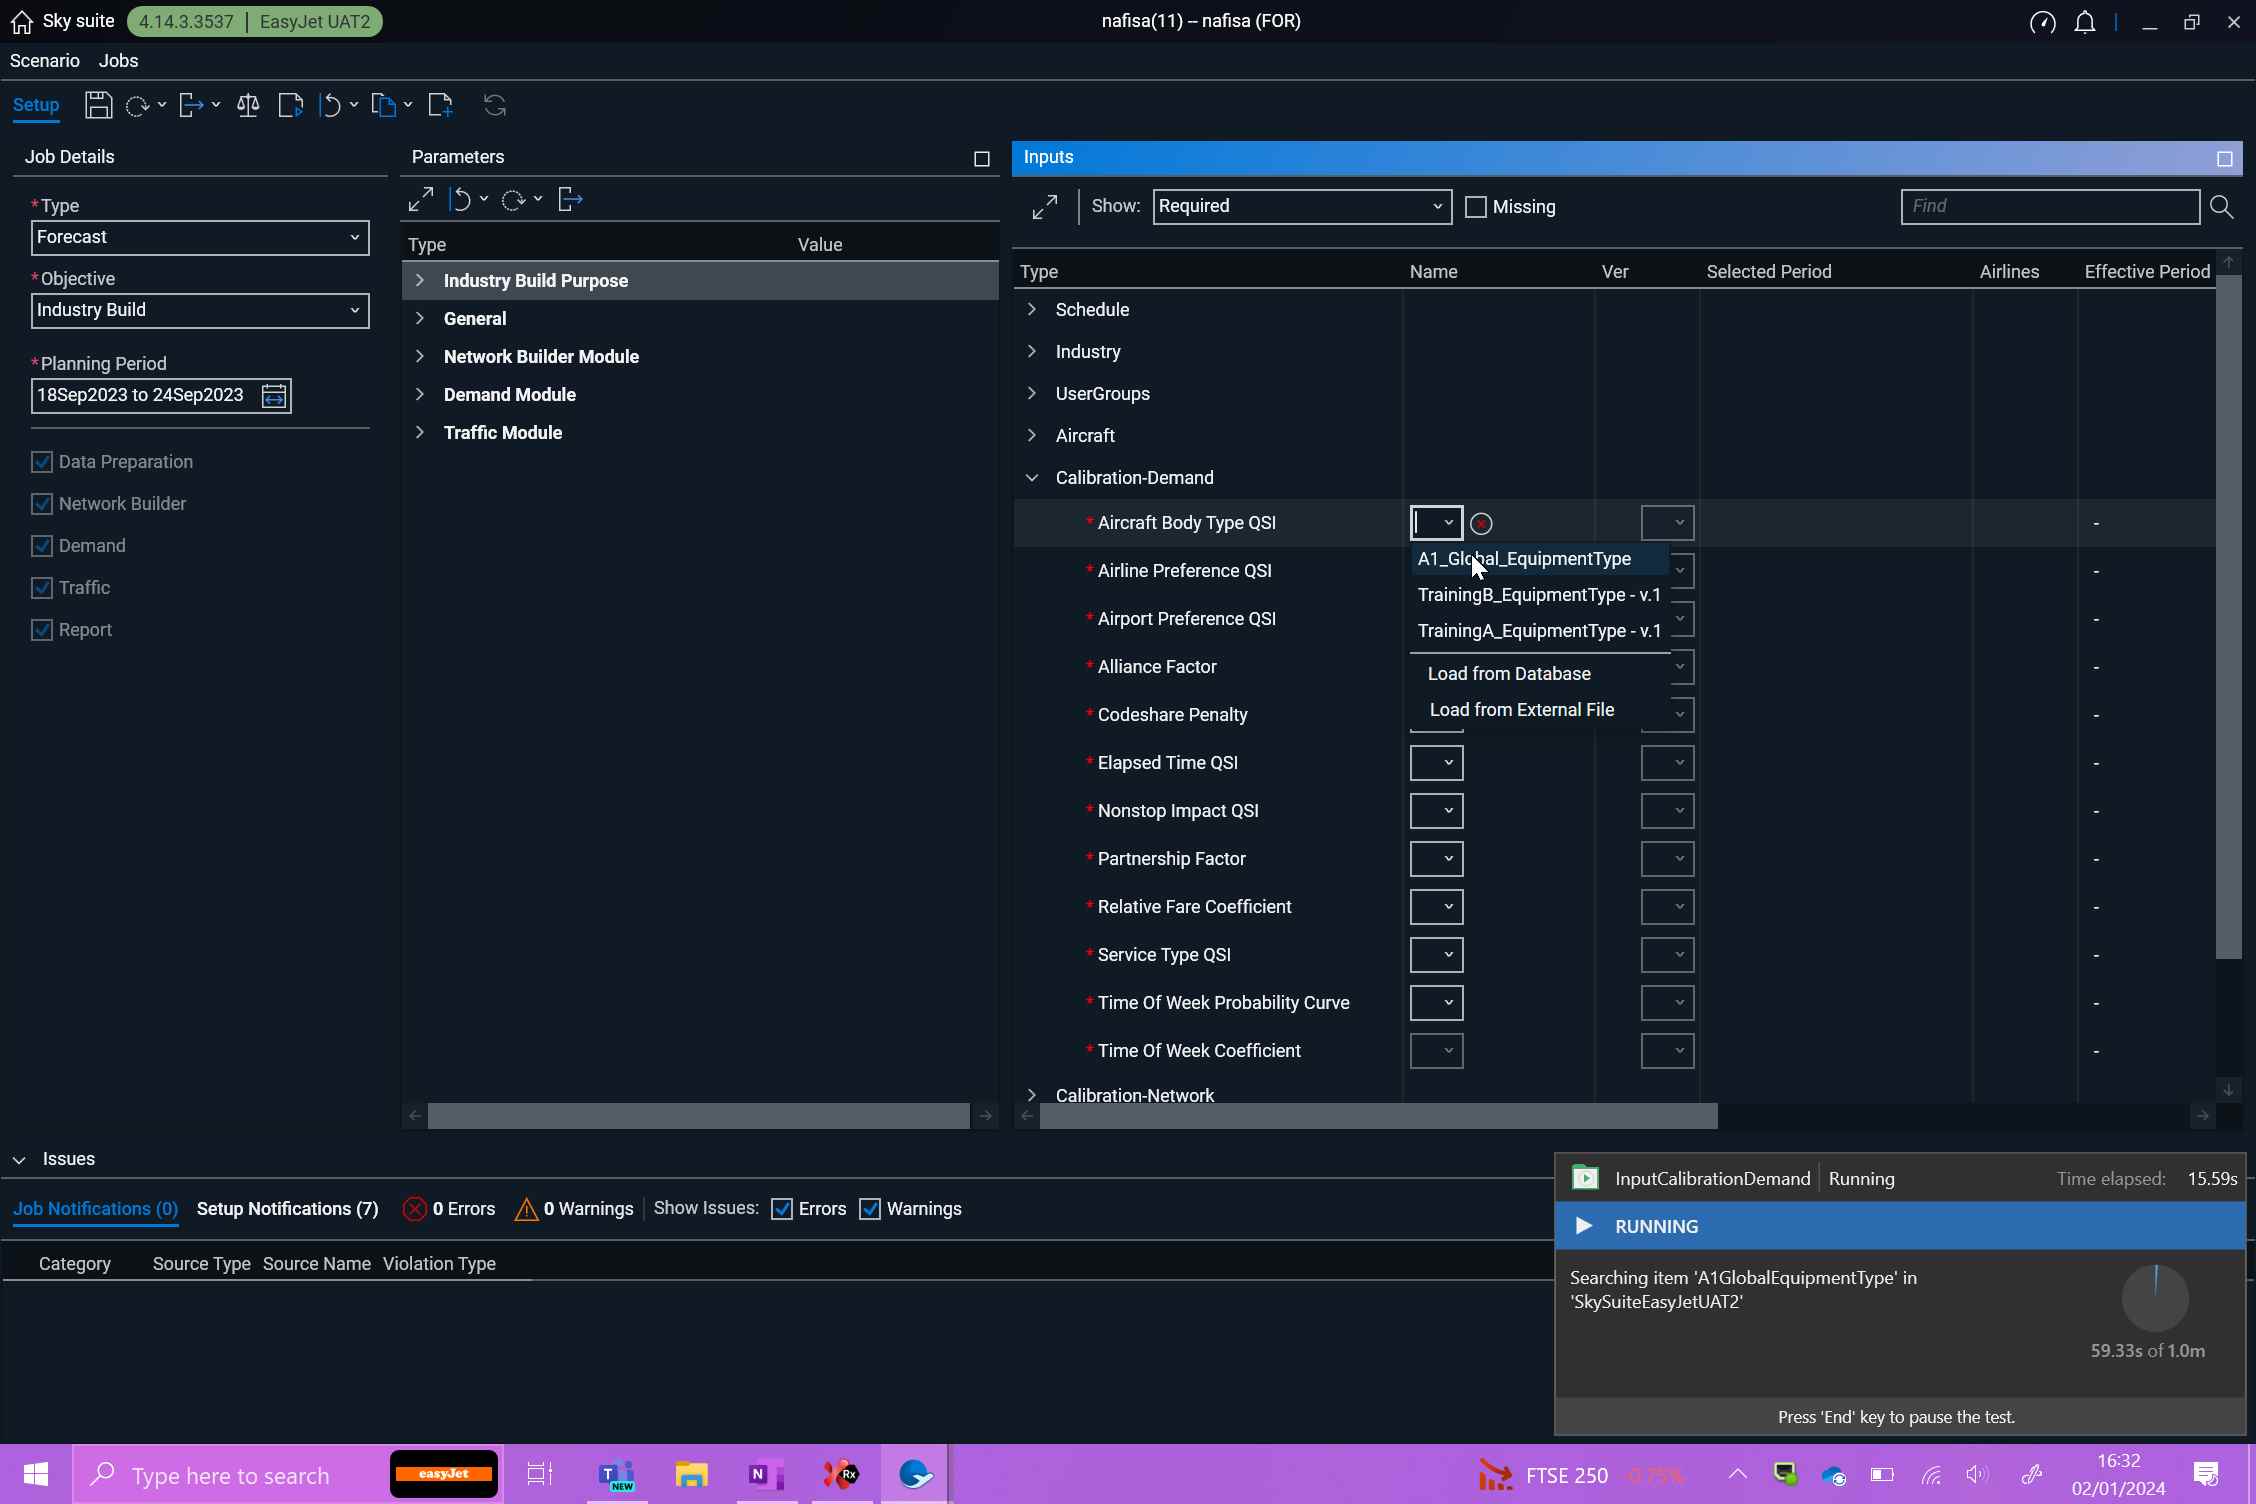 Sky suite 4.14.3.3537 | EasyJet UAT2
nafisa(11) -- nafisa (FOR)
Scenario Jobs
Setup
Job Details
*Type
Forecast
*Objective
Industry Build
*Planning Period
18Sep2023 to 24Sep2023
Data Preparation
Network Builder
Demand
Traffic
Report
Parameters
Type Value
Industry Build Purpose
General
Network Builder Module
Demand Module
Traffic Module
Inputs
Show: Required Missing Find
Type Name Ver Selected Period Airlines Effective Period
Schedule
Industry
UserGroups
Aircraft
Calibration-Demand
* Aircraft Body Type QSI -
* Airline Preference QSI -
* Airport Preference QSI -
* Alliance Factor -
* Codeshare Penalty -
* Elapsed Time QSI -
* Nonstop Impact QSI -
* Partnership Factor -
* Relative Fare Coefficient -
* Service Type QSI -
* Time Of Week Probability Curve -
* Time Of Week Coefficient -
Calibration-Network
A1_Global_EquipmentType
TrainingB_EquipmentType - v.1
TrainingA_EquipmentType - v.1
Load from Database
Load from External File
Issues
Job Notifications (0) Setup Notifications (7) 0 Errors 0 Warnings Show Issues: Errors Warnings
Category Source Type Source Name Violation Type
InputCalibrationDemand Running Time elapsed: 15.59s
RUNNING
Searching item 'A1GlobalEquipmentType' in
'SkySuiteEasyJetUAT2'
59.33s of 1.0m
Press 'End' key to pause the test.
Type here to search
easyJet
T
NEW
N
Rx
FTSE 250 -0.75%
16:32
02/01/2024